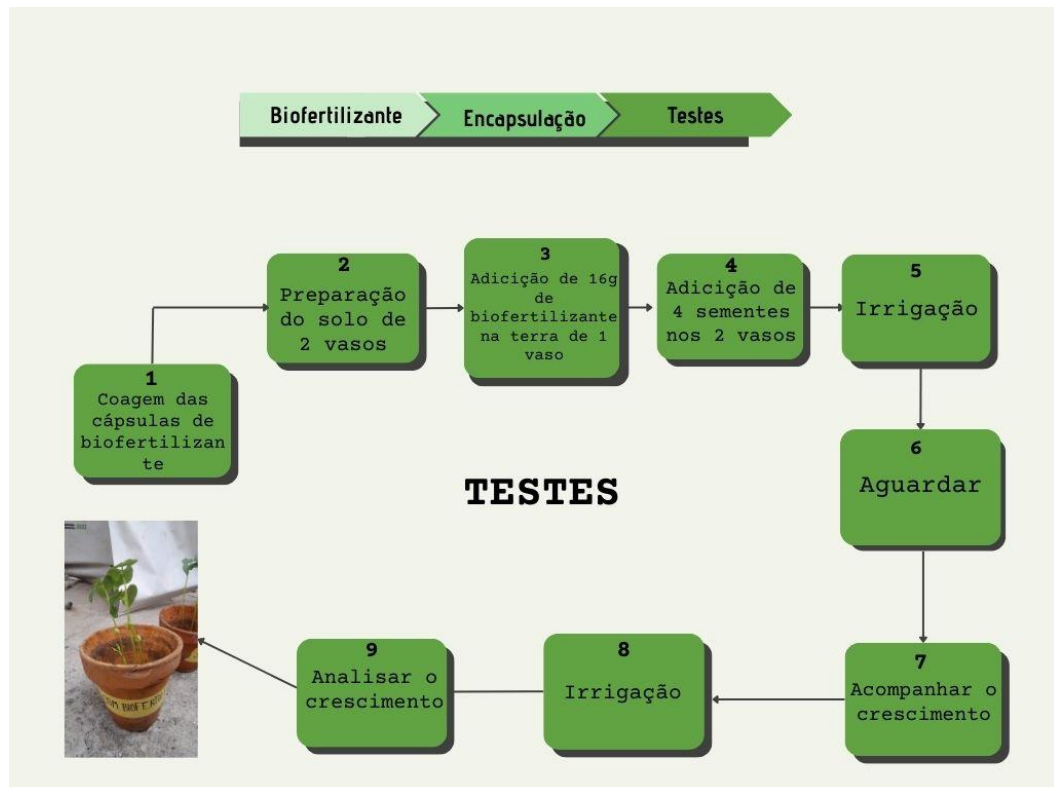 Biofertilizante
Encapsulação
Testes
1
Coagem das
cápsulas de
biofertilizan
te
2
Preparação
do solo de
2 vasos
3
Adicição de 16g
de
biofertilizante
na terra de 1
vaso
4
Adicição de
4 sementes
nos 2 vasos
5
Irrigação
6
Aguardar
TESTES
7
Acompanhar o
crescimento
8
Irrigação
9
Analisar o
crescimento